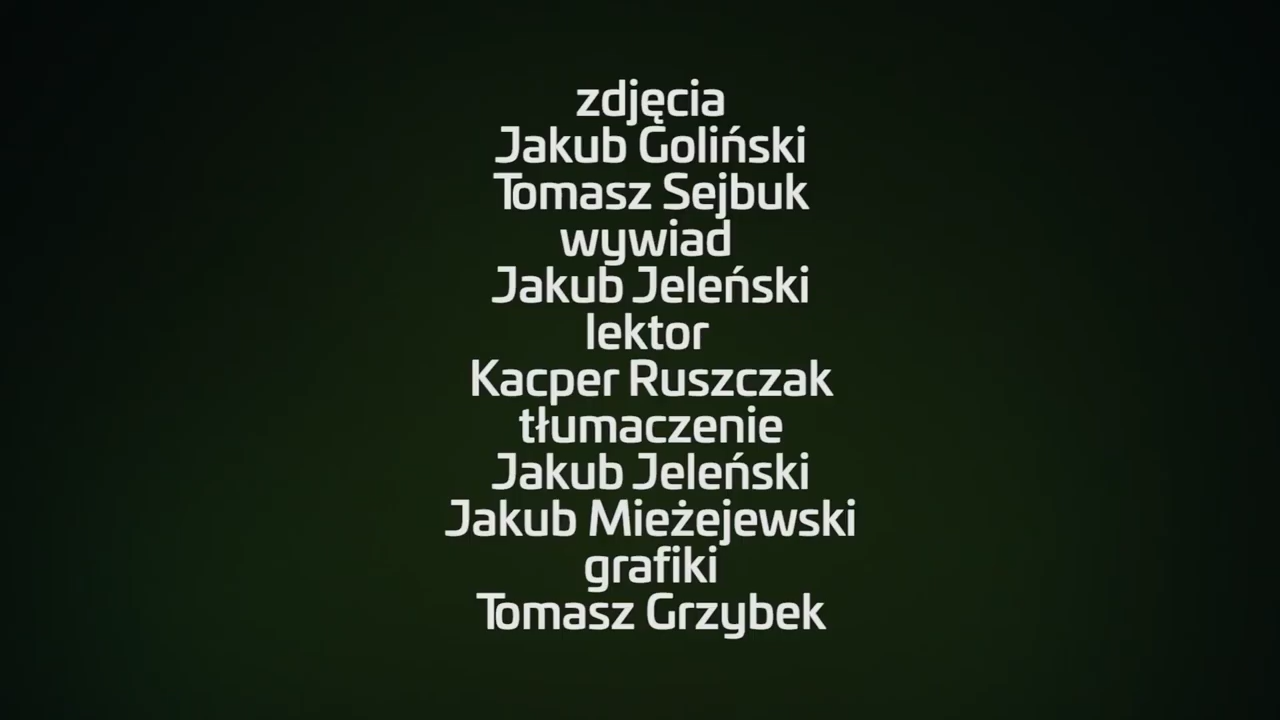 zdjęcia
Jakub Goliński
Tomasz Sejbuk
wywiad
Jakub Jeleński
lektor
Kacper Ruszczak
tłumaczenie
Jakub Jeleński
Jakub Mieżejewski
grafiki
Tomasz Grzybek